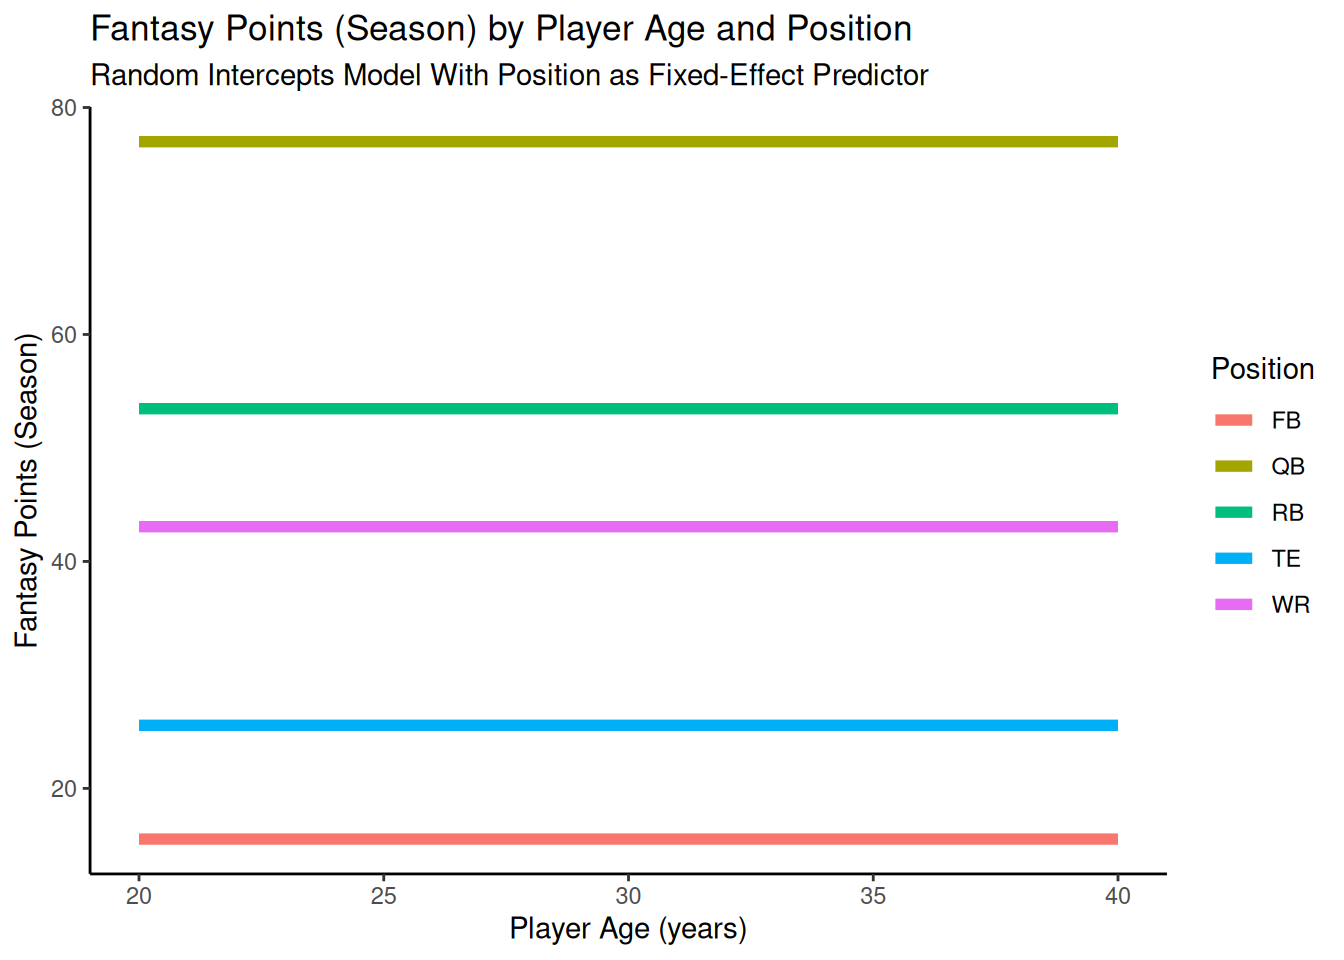 Fantasy Points (Season) by Player Age and Position
Random Intercepts Model With Position as Fixed-Effect Predictor
Fantasy Points (Season)
80
60
40
20
20 25 30 35 40
Player Age (years)
Position
FB
QB
RB
TE
WR